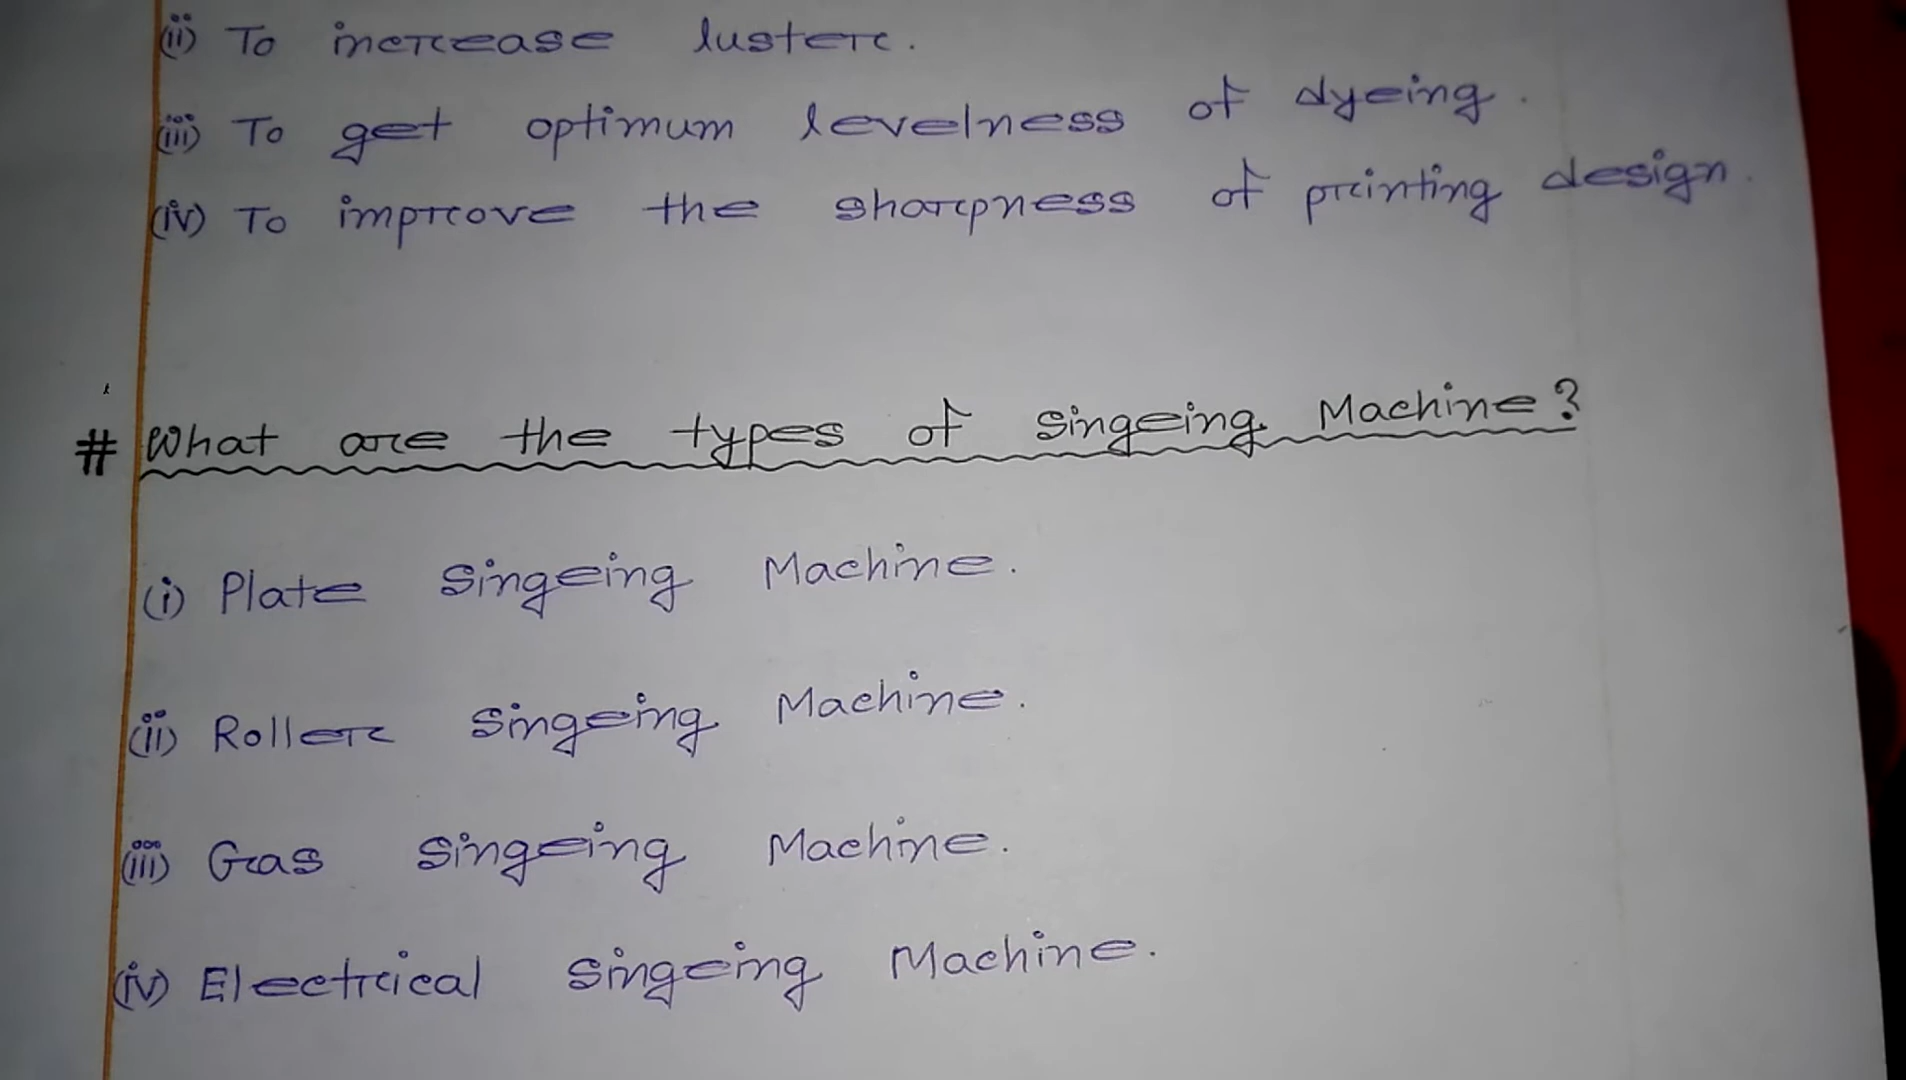 (ii) To increase luster.
(iii) To get optimum levelness of dyeing.
(iv) To improve the sharpness of printing design.
# What are the types of Singeing Machine?
(i) Plate Singeing Machine.
(ii) Roller Singeing Machine.
(iii) Gas Singeing Machine.
(iv) Electrical Singeing Machine.